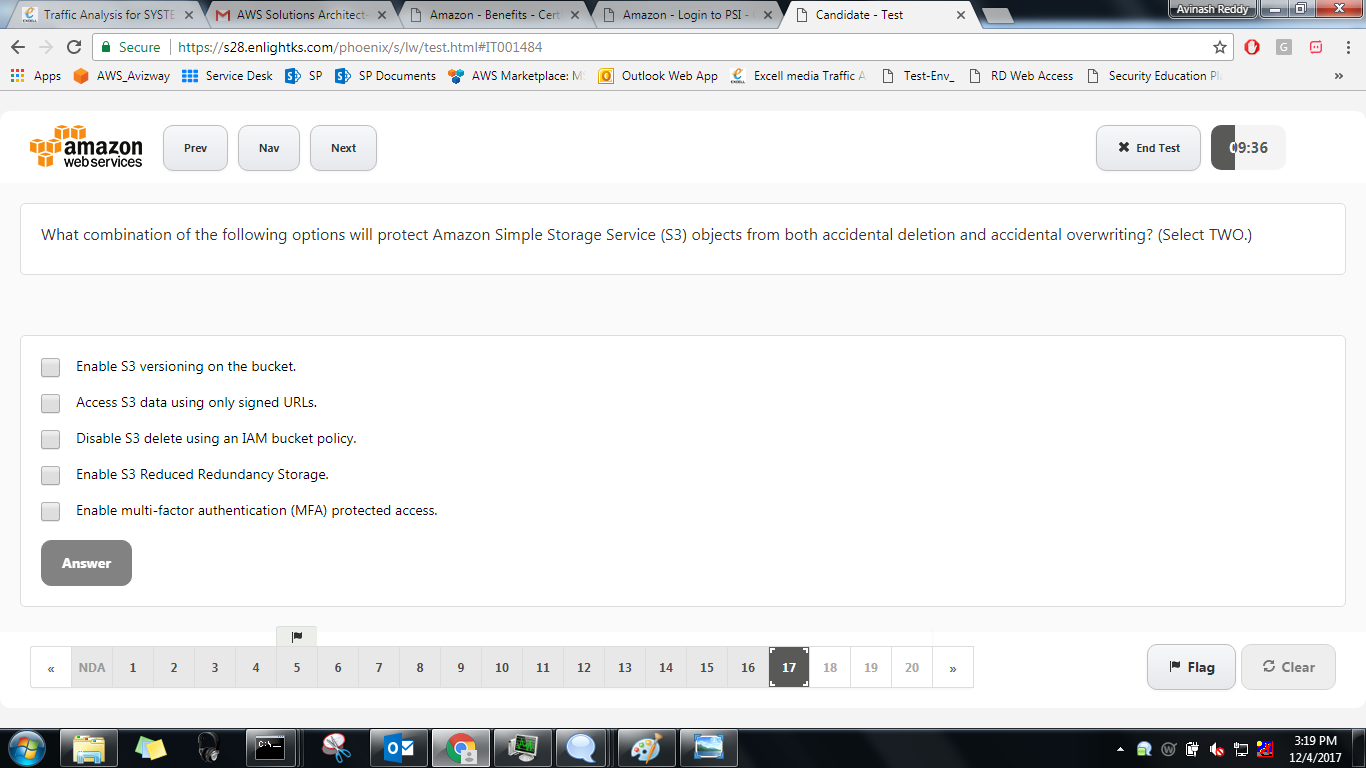 Traffic Analysis for SYSTE
AWS Solutions Architect-
Amazon - Benefits - Cert
Amazon - Login to PSI -
Candidate - Test
Avinash Reddy
Secure
https://s28.enlightks.com/phoenix/s/lw/test.html#IT001484
Apps
AWS_Avizway
Service Desk
SP
SP Documents
AWS Marketplace: M
Outlook Web App
Excell media Traffic A
Test-Env_
RD Web Access
Security Education Pl
»
amazon
webservices
Prev
Nav
Next
End Test
09:36
What combination of the following options will protect Amazon Simple Storage Service (S3) objects from both accidental deletion and accidental overwriting? (Select TWO.)
Enable S3 versioning on the bucket.
Access S3 data using only signed URLs.
Disable S3 delete using an IAM bucket policy.
Enable S3 Reduced Redundancy Storage.
Enable multi-factor authentication (MFA) protected access.
Answer
« NDA 1 2 3 4 5 6 7 8 9 10 11 12 13 14 15 16 17 18 19 20 »
Flag
Clear
3:19 PM
12/4/2017